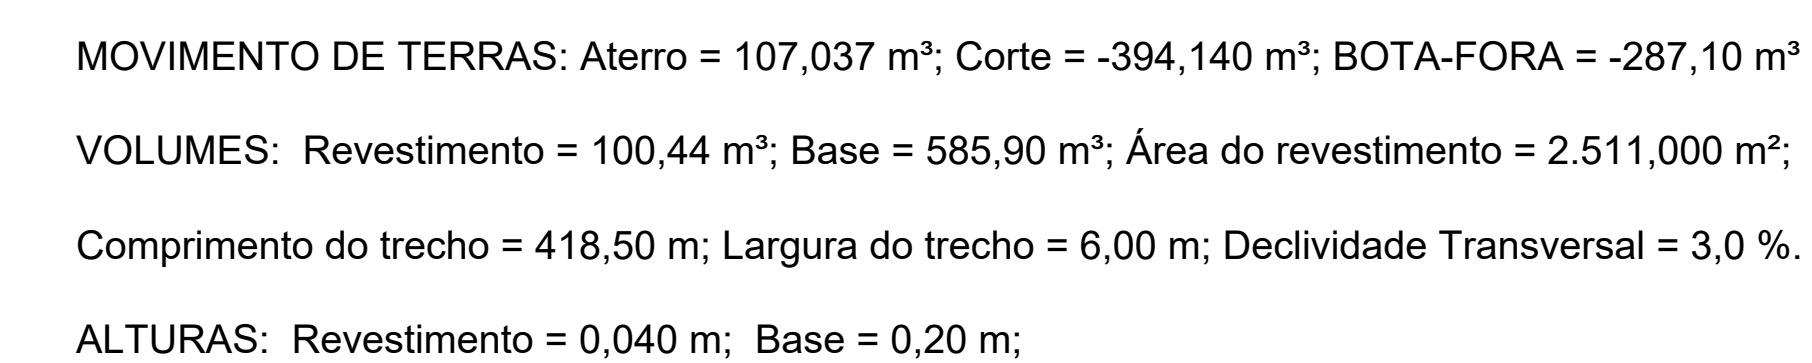 MOVIMENTO DE TERRAS: Aterro = 107,037 m³; Corte = -394,140 m³; BOTA-FORA = -287,10 m³
VOLUMES:  Revestimento = 100,44 m³; Base = 585,90 m³; Área do revestimento = 2.511,000 m²;
Comprimento do trecho = 418,50 m; Largura do trecho = 6,00 m; Declividade Transversal = 3,0 %.
ALTURAS:  Revestimento = 0,040 m;  Base = 0,20 m;